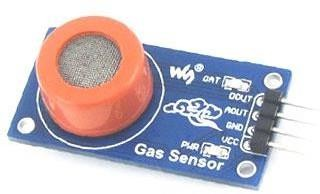 DAT
DOUT
AOUT
GND
VCC
PWR
Gas Sensor